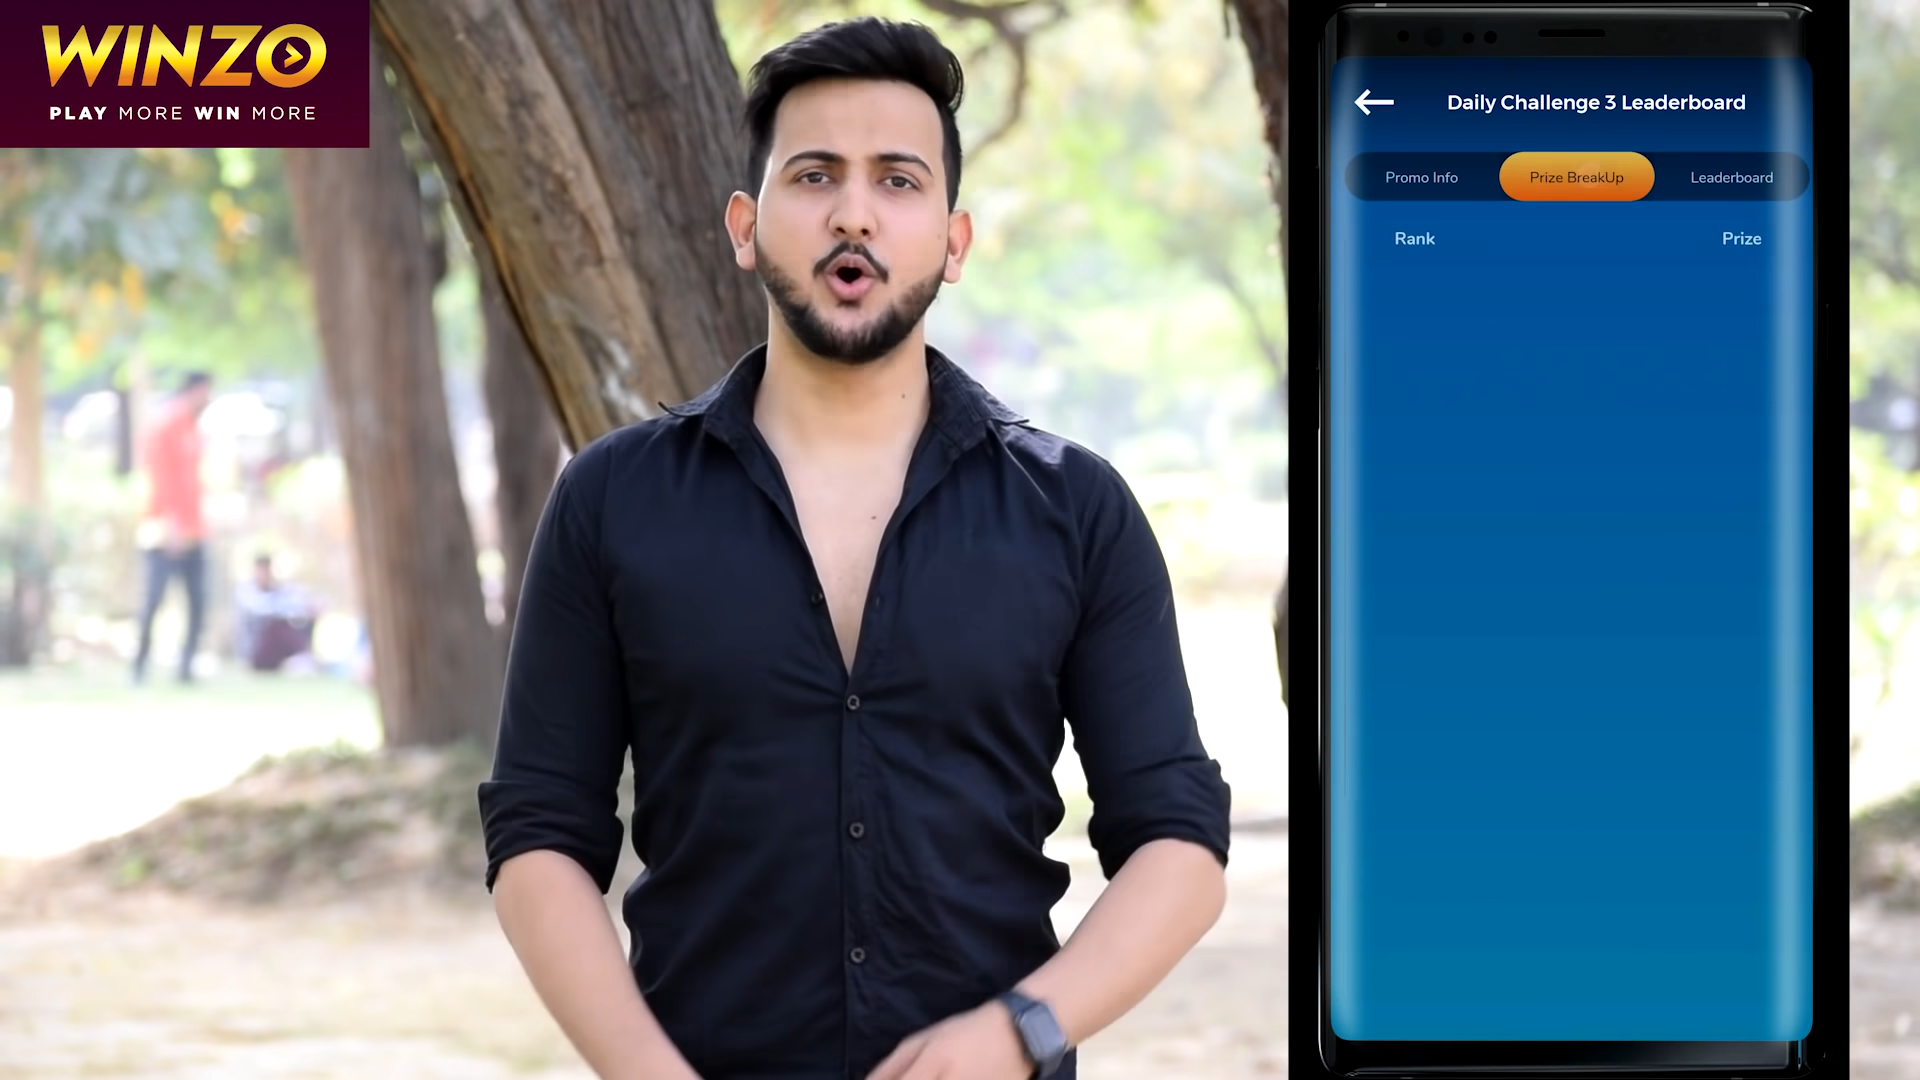 WINZO
PLAY MORE WIN MORE
Daily Challenge 3 Leaderboard
Promo Info
Prize BreakUp
Leaderboard
Rank
Prize